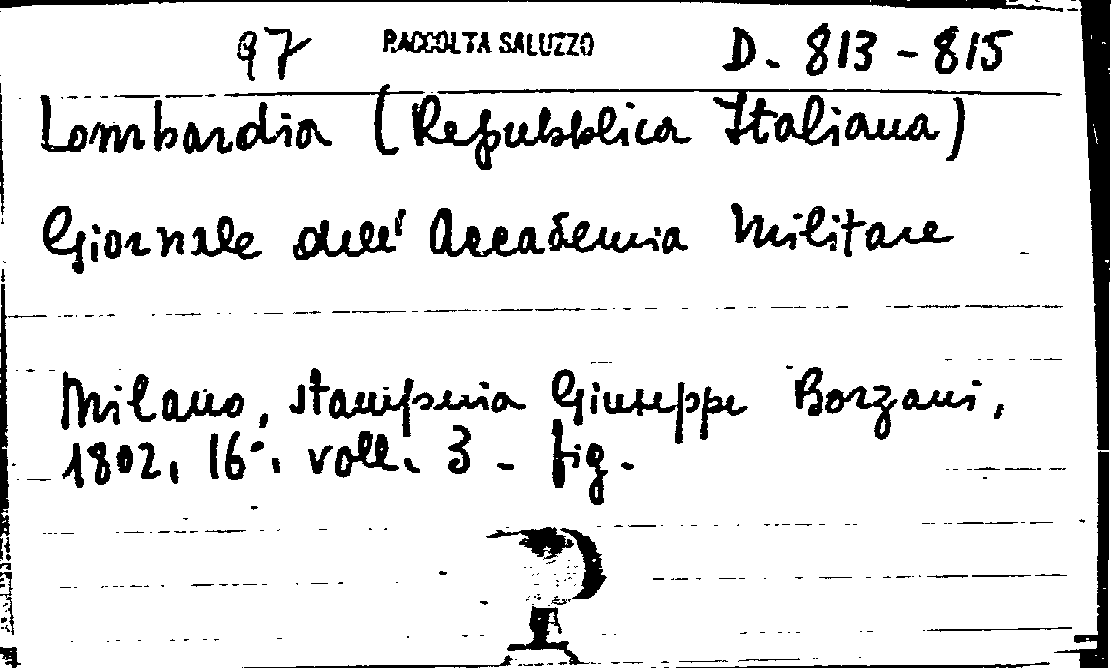 97 RACCOLTA SALUZZO D. 813 - 815
Lombardia (Repubblica Italiana)
Giornale dell' Accademia Militare
Milano, stamperia Giuseppe Borzani,
1802, 16°. voll. 3 - fig.